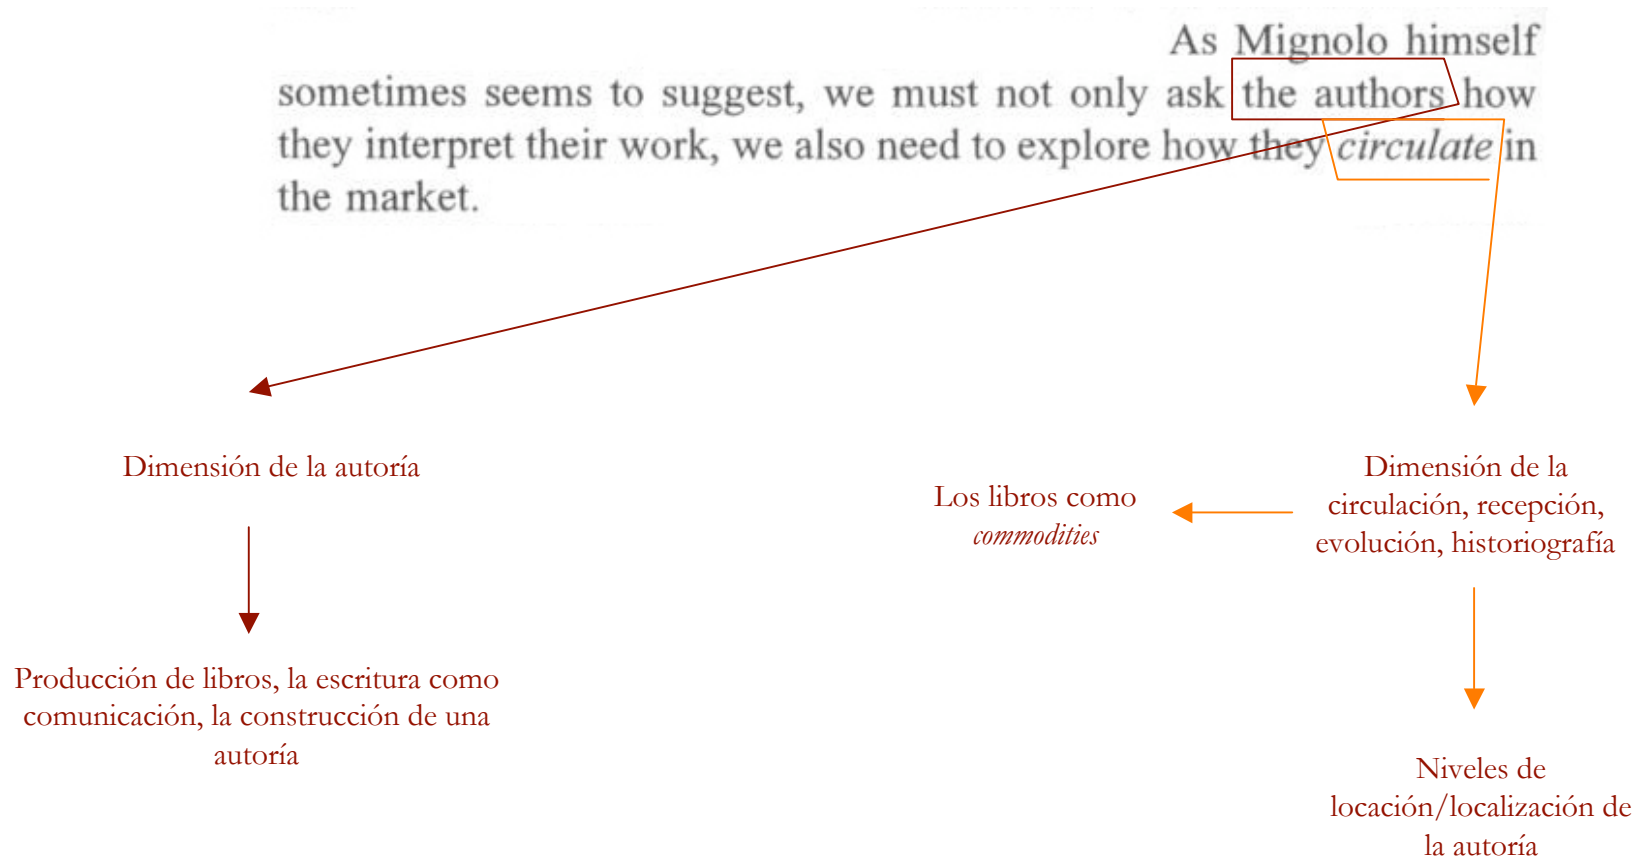 As Mignolo himself
sometimes seems to suggest, we must not only ask the authors how
they interpret their work, we also need to explore how they circulate in
the market.
Dimensión de la autoría
Producción de libros, la escritura como
comunicación, la construcción de una
autoría
Los libros como
commodities
Dimensión de la
circulación, recepción,
evolución, historiografía
Niveles de
locación/localización de
la autoría